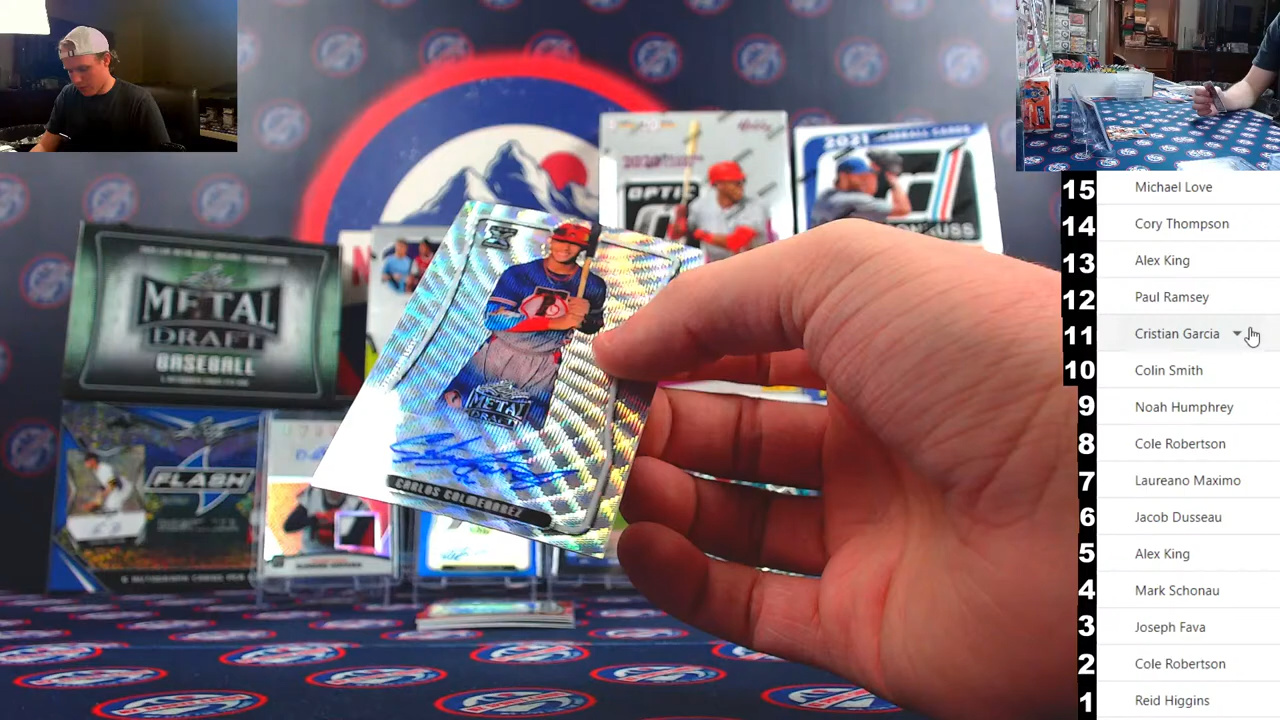 2021
OPTIC
METAL
DRAFT
BASEBALL
FLASH
METAL
DRAFT
CARLOS COLMENAREZ
15 Michael Love
14 Cory Thompson
13 Alex King
12 Paul Ramsey
11 Cristian Garcia
10 Colin Smith
9 Noah Humphrey
8 Cole Robertson
7 Laureano Maximo
6 Jacob Dusseau
5 Alex King
4 Mark Schonau
3 Joseph Fava
2 Cole Robertson
1 Reid Higgins